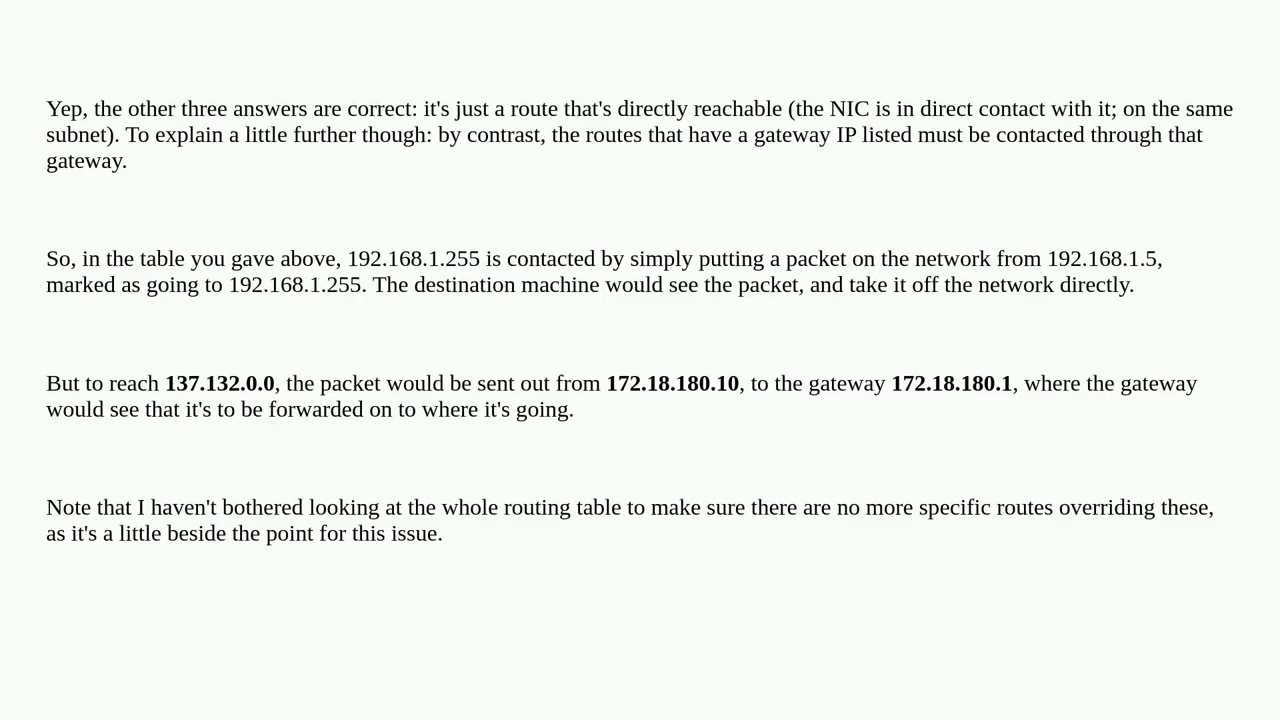 Yep, the other three answers are correct: it's just a route that's directly reachable (the NIC is in direct contact with it; on the same
subnet). To explain a little further though: by contrast, the routes that have a gateway IP listed must be contacted through that
gateway.
So, in the table you gave above, 192.168.1.255 is contacted by simply putting a packet on the network from 192.168.1.5,
marked as going to 192.168.1.255. The destination machine would see the packet, and take it off the network directly.
But to reach 137.132.0.0, the packet would be sent out from 172.18.180.10, to the gateway 172.18.180.1, where the gateway
would see that it's to be forwarded on to where it's going.
Note that I haven't bothered looking at the whole routing table to make sure there are no more specific routes overriding these,
as it's a little beside the point for this issue.